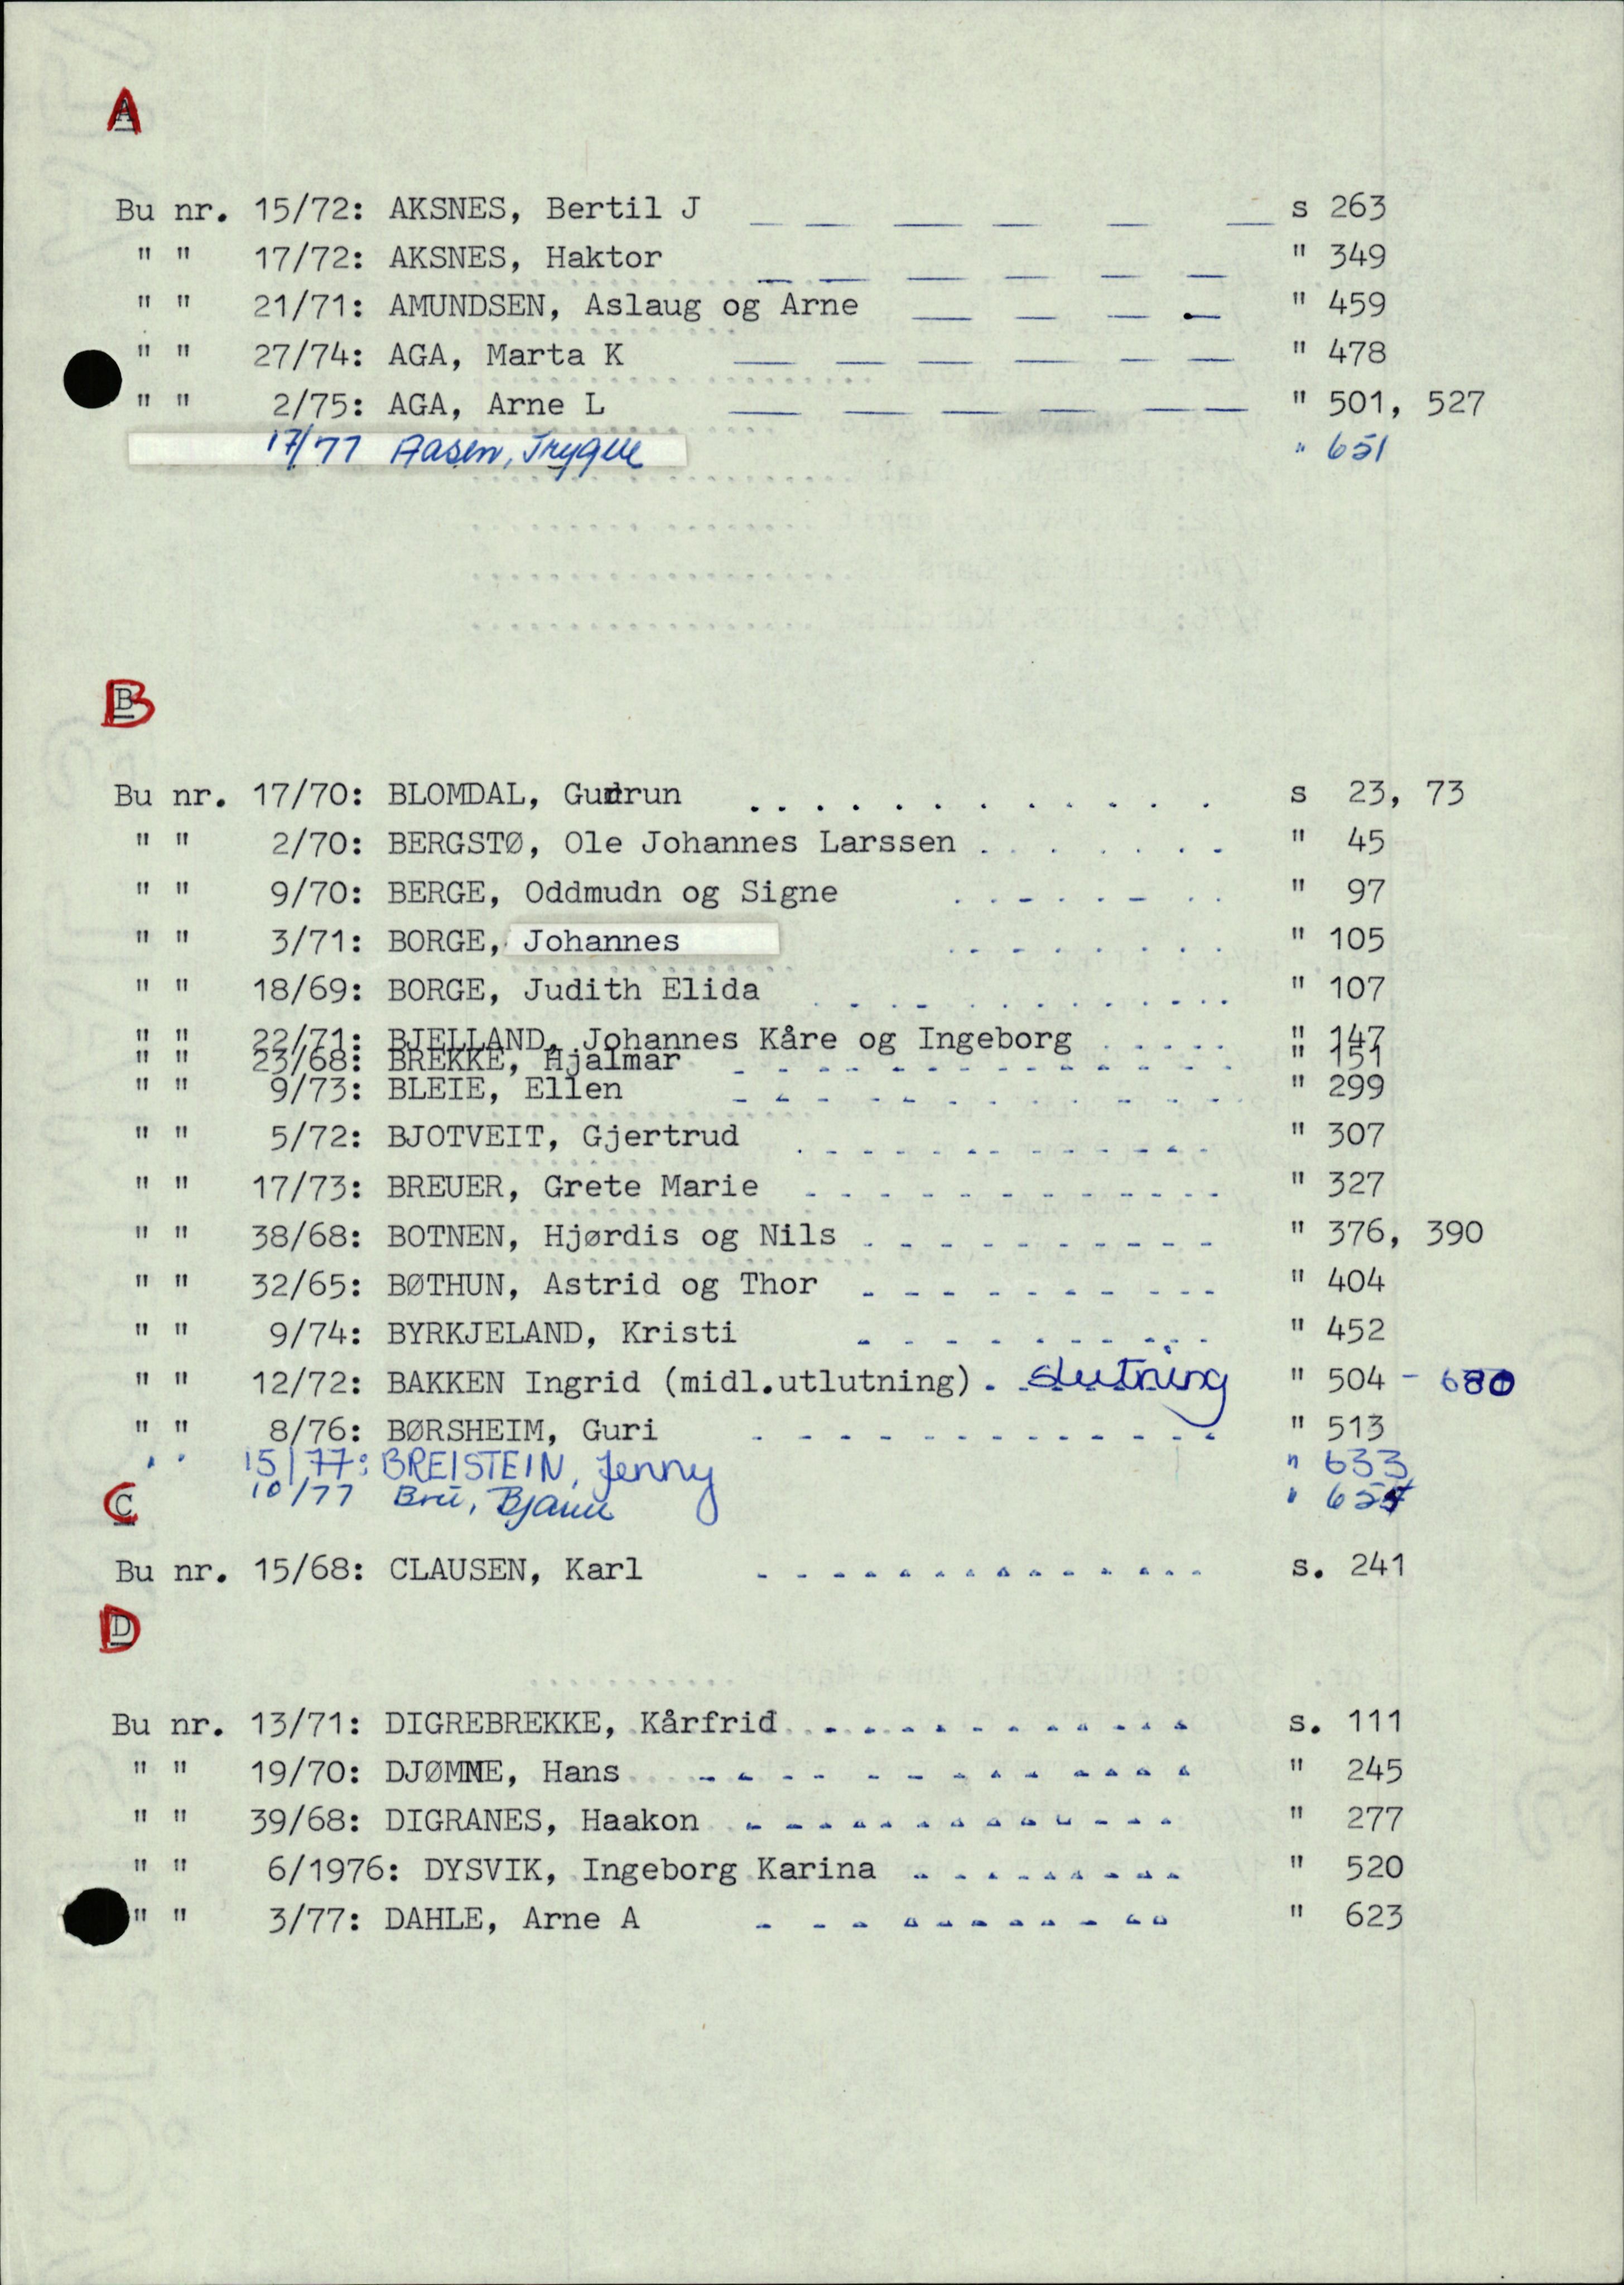 A
Bu nr. 15/72: AKSNES, Bertil J s 263
" " 17/72: AKSNES, Haktor " 349
" " 21/71: AMUNDSEN, Aslaug og Arne " 459
" " 27/74: AGA, Marta K " 478
" " 2/75: AGA, Arne L " 501, 527
17/77 Aasen, Trygve " 651
B
Bu nr. 17/70: BLOMDAL, Gudrun s 23, 73
" " 2/70: BERGSTØ, Ole Johannes Larssen " 45
" " 9/70: BERGE, Oddmudn og Signe " 97
" " 3/71: BORGE, Johannes " 105
" " 18/69: BORGE, Judith Elida " 107
" " 22/71: BJELLAND, Johannes Kåre og Ingeborg " 147
" " 23/68: BREKKE, Hjalmar " 151
" " 9/73: BLEIE, Ellen " 299
" " 5/72: BJOTVEIT, Gjertrud " 307
" " 17/73: BREUER, Grete Marie " 327
" " 38/68: BOTNEN, Hjørdis og Nils " 376, 390
" " 32/65: BØTHUN, Astrid og Thor " 404
" " 9/74: BYRKJELAND, Kristi " 452
" " 12/72: BAKKEN Ingrid (midl.utlutning). slutning " 504 - 680
" " 8/76: BØRSHEIM, Guri " 513
" " 15/77: BREISTEIN, Jenny " 633
10/77 Bru, Bjarne "
C
Bu nr. 15/68: CLAUSEN, Karl s. 241
D
Bu nr. 13/71: DIGREBREKKE, Kårfrid s. 111
" " 19/70: DJØMME, Hans " 245
" " 39/68: DIGRANES, Haakon " 277
" " 6/1976: DYSVIK, Ingeborg Karina " 520
" " 3/77: DAHLE, Arne A " 623